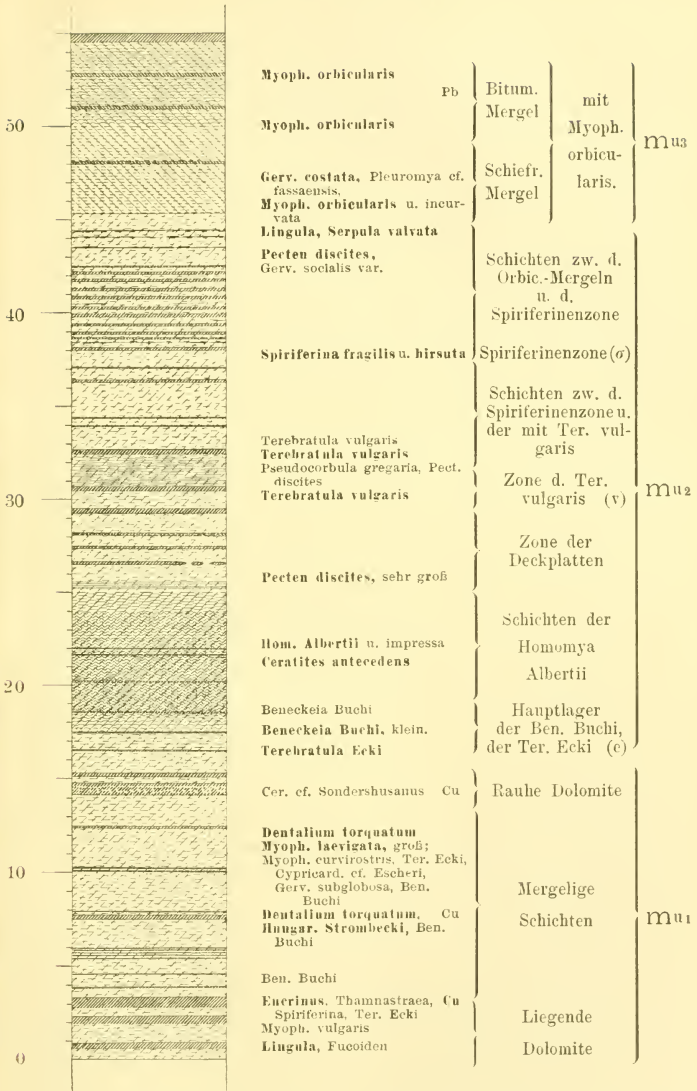 Myoph. orbicularis
Pb
Bitum.
Mergel
mit
Myoph.
orbicu-
laris.
mu3
50
Myoph. orbicularis
Gerv. costata, Pleuromya cf.
fassaensis,
Myoph. orbicularis u. incur-
vata
Schiefr.
Mergel
Lingula, Serpula valvata
Pecten discites,
Gerv. socialis var.
Schichten zw. d.
Orbic.-Mergeln
u. d.
Spiriferinenzone
40
Spiriferina fragilis u. hirsuta
Spiriferinenzone (σ)
Schichten zw. d.
Spiriferinenzone u.
der mit Ter. vul-
garis
Terebratula vulgaris
Terebratula vulgaris
Pseudocorbula gregaria, Pect.
discites
Terebratula vulgaris
Zone d. Ter.
vulgaris (v)
mu2
30
Zone der
Deckplatten
Pecten discites, sehr groß
Schichten der
Homomya
Albertii
Hom. Albertii u. impressa
Ceratites antecedens
20
Beneckeia Buchi
Beneckeia Buchi, klein.
Terebratula Ecki
Hauptlager
der Ben. Buchi,
der Ter. Ecki (e)
Cer. cf. Sondershusanus Cu
Rauhe Dolomite
Dentalium torquatum
Myoph. laevigata, groß;
Myoph. curvirostris, Ter. Ecki,
Cypricard. cf. Escheri,
Gerv. subglobosa, Ben.
Buchi
10
Dentalium torquatum, Cu
Hungar. Strombecki, Ben.
Buchi
Mergelige
Schichten
mu1
Ben. Buchi
Encrinus, Thamnastraea, Cu
Spiriferina, Ter. Ecki
Myoph. vulgaris
Lingula, Fucoiden
Liegende
Dolomite
0